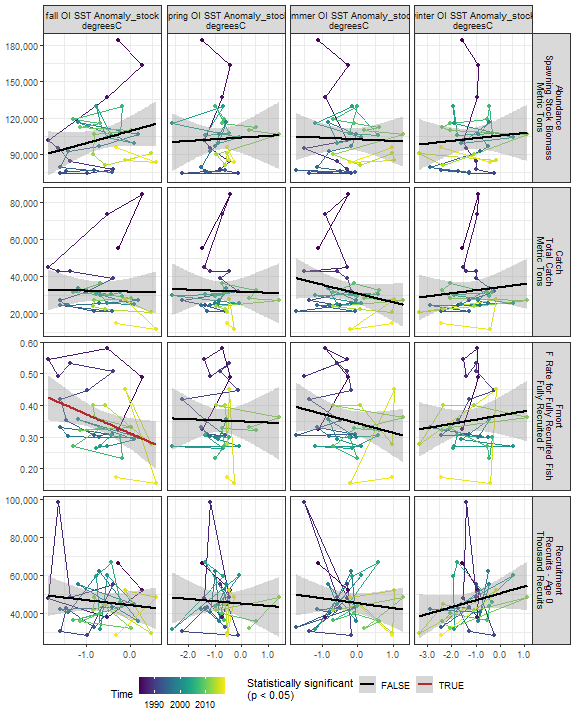 fall OI SST Anomaly_stock
degreesC
pring OI SST Anomaly_stock
degreesC
mmer OI SST Anomaly_stock
degreesC
vinter OI SST Anomaly_stock
degreesC
180,000
150,000
120,000
90,000
Abundance
Spawning Stock Biomass
Metric Tons
80,000
60,000
40,000
20,000
Catch
Total Catch
Metric Tons
0.60
0.50
0.40
0.30
0.20
Fmort
F Rate for Fully Recruited Fish
Fully Recruited F
100,000
80,000
60,000
40,000
Recruitment
Recruits - Age 0
Thousand Recruits
-1.0 0.0
-2.0 -1.0 0.0 1.0
-1.0 0.0 1.0
-3.0 -2.0 -1.0 0.0 1.0
Time
1990 2000 2010
Statistically significant
(p < 0.05)
FALSE
TRUE